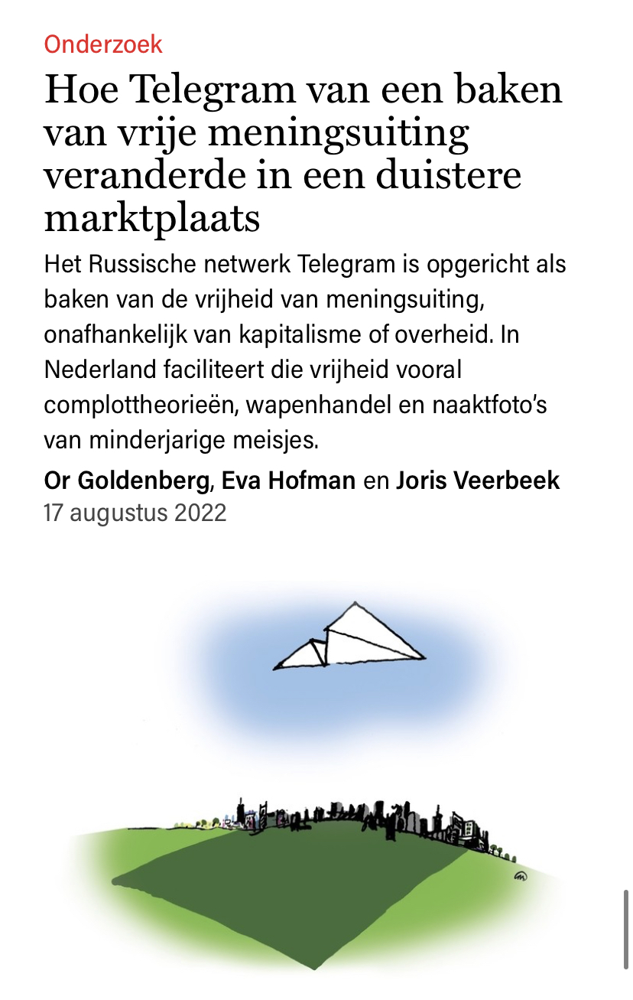 Onderzoek
Hoe Telegram van een baken
van vrije meningsuiting
veranderde in een duistere
marktplaats
Het Russische netwerk Telegram is opgericht als
baken van de vrijheid van meningsuiting,
onafhankelijk van kapitalisme of overheid. In
Nederland faciliteert die vrijheid vooral
complottheorieën, wapenhandel en naaktfoto’s
van minderjarige meisjes.
Or Goldenberg, Eva Hofman en Joris Veerbeek
17 augustus 2022